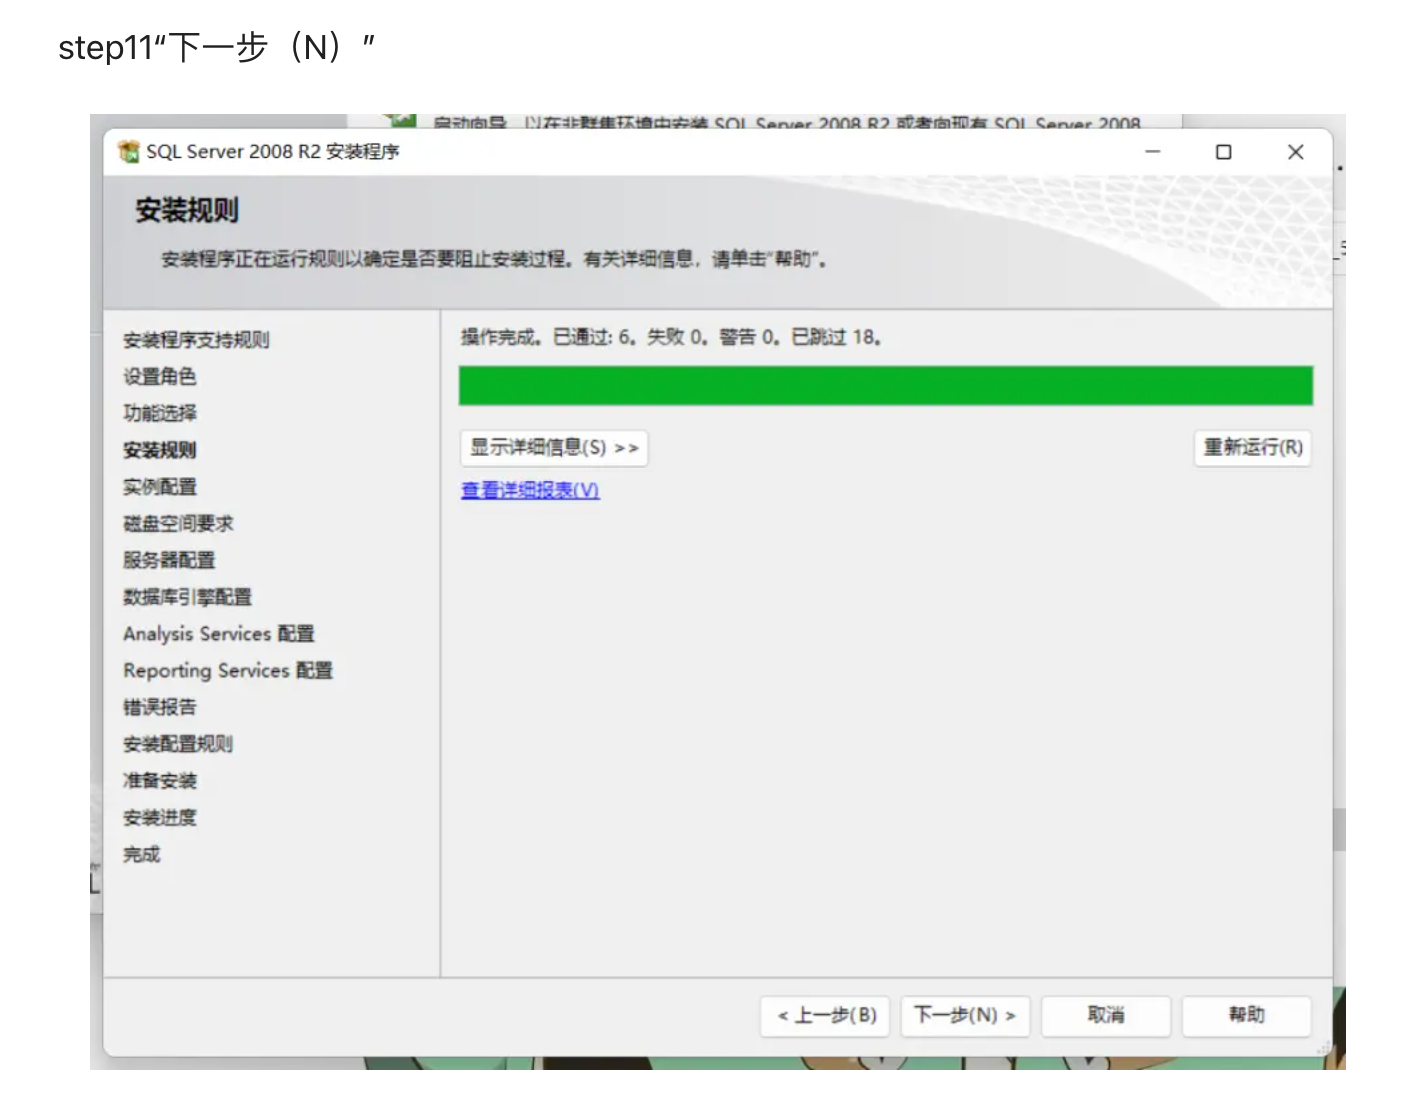 step11“下一步（N）”
启动向导，以在非群集环境中安装 SQL Server 2008 R2 或者向现有 SQL Server 2008
SQL Server 2008 R2 安装程序
安装规则
安装程序正在运行规则以确定是否要阻止安装过程。有关详细信息，请单击“帮助”。
安装程序支持规则
设置角色
功能选择
安装规则
实例配置
磁盘空间要求
服务器配置
数据库引擎配置
Analysis Services 配置
Reporting Services 配置
错误报告
安装配置规则
准备安装
安装进度
完成
操作完成。已通过: 6。失败 0。警告 0。已跳过 18。
显示详细信息(S) >>
重新运行(R)
查看详细报表(V)
< 上一步(B)
下一步(N) >
取消
帮助